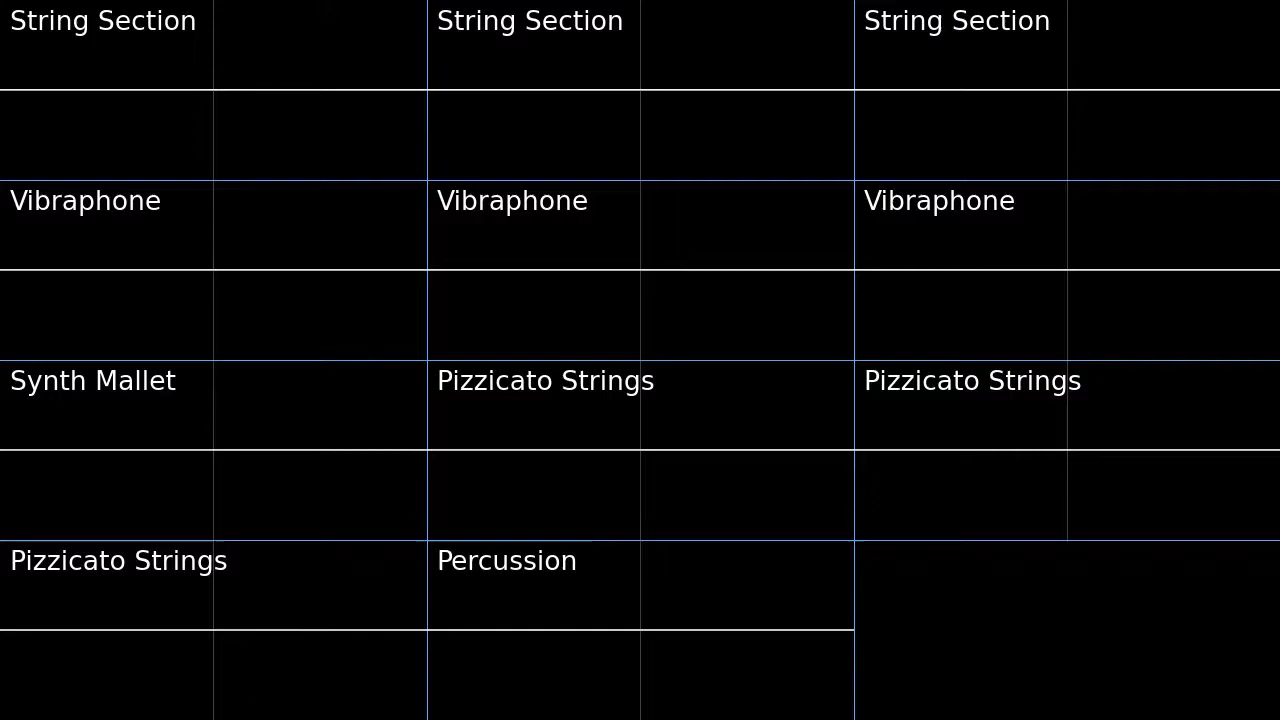 String Section
String Section
String Section
Vibraphone
Vibraphone
Vibraphone
Synth Mallet
Pizzicato Strings
Pizzicato Strings
Pizzicato Strings
Percussion